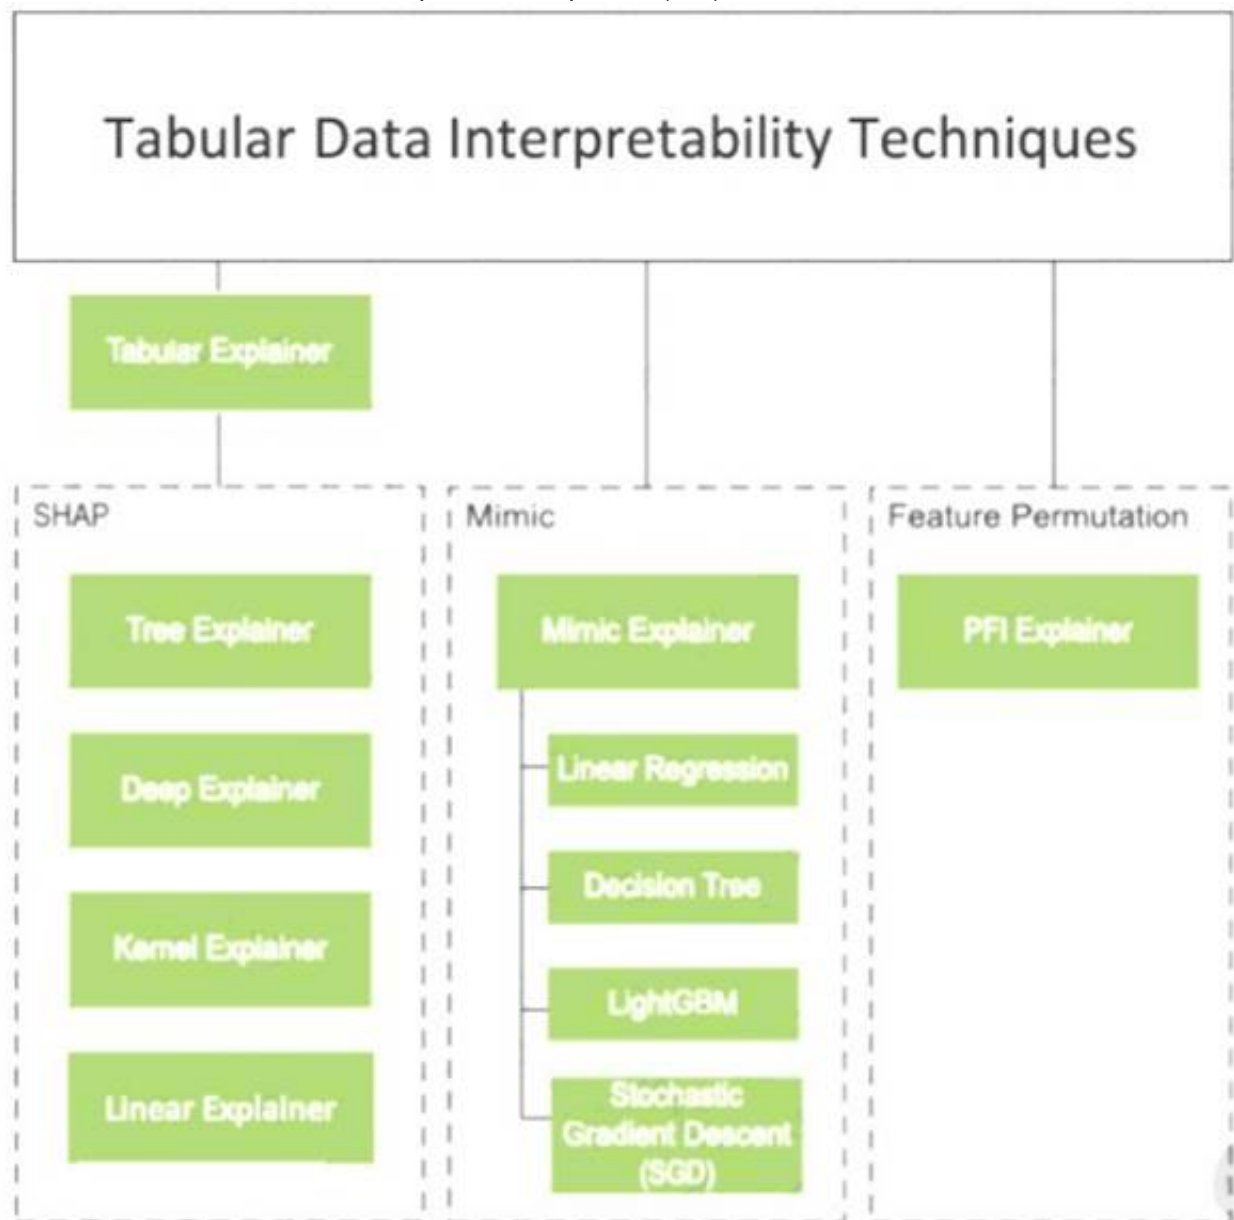 Tabular Data Interpretability Techniques
Tabular Explainer
SHAP
Tree Explainer
Deep Explainer
Kernel Explainer
Linear Explainer
Mimic
Mimic Explainer
Linear Regression
Decision Tree
LightGBM
Stochastic
Gradient Descent
(SGD)
Feature Permutation
PFI Explainer